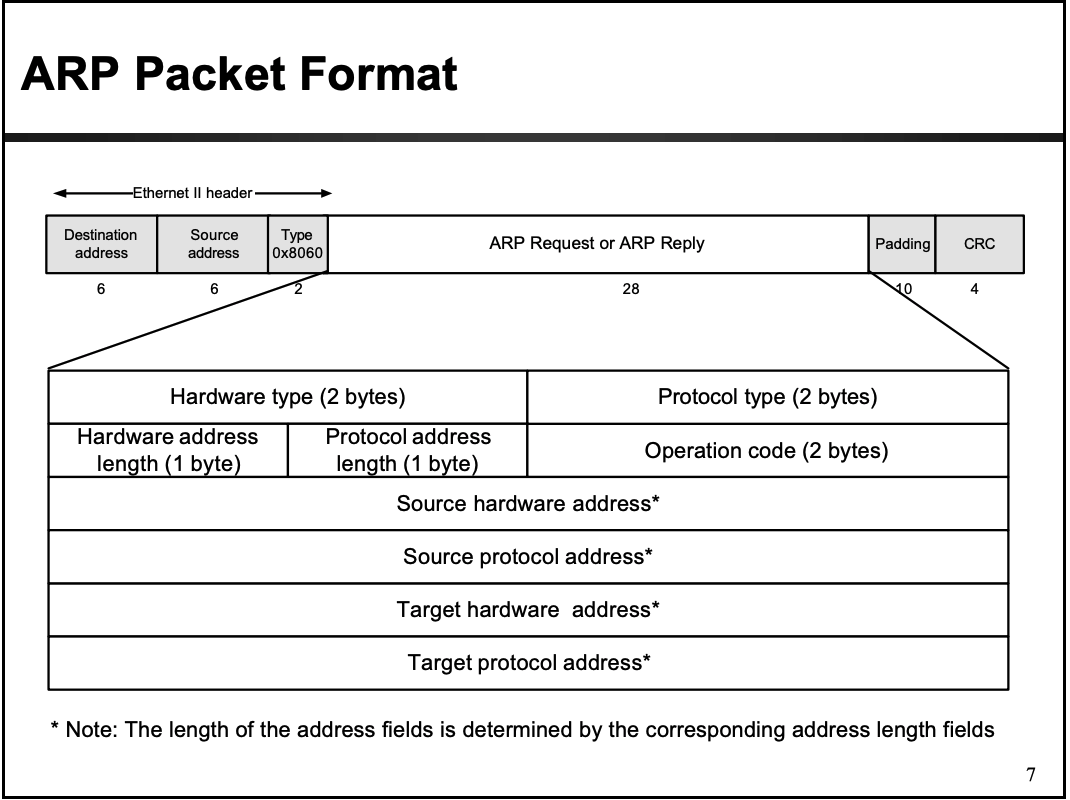 ARP Packet Format
Ethernet II header
Destination
address
Source
address
Type
0x8060
ARP Request or ARP Reply
Padding
CRC
6
6
2
28
10
4
Hardware type (2 bytes)
Protocol type (2 bytes)
Hardware address
length (1 byte)
Protocol address
length (1 byte)
Operation code (2 bytes)
Source hardware address*
Source protocol address*
Target hardware  address*
Target protocol address*
* Note: The length of the address fields is determined by the corresponding address length fields
7